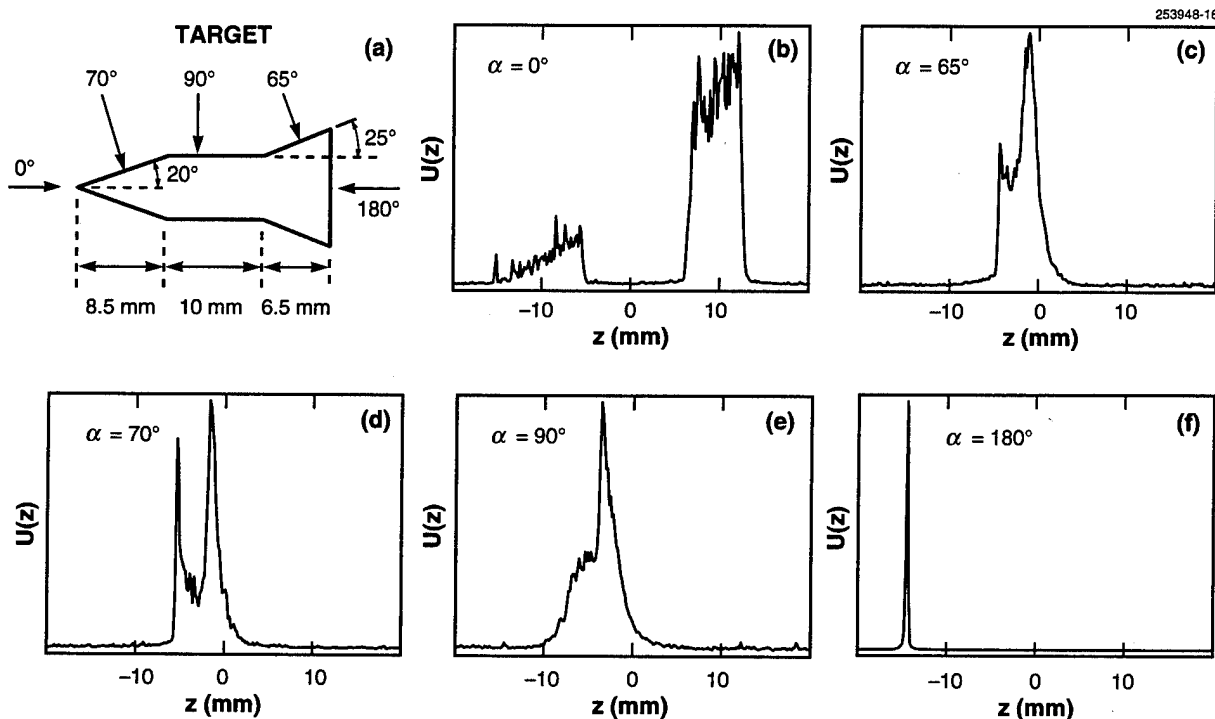 253948-16
TARGET
(a)
70°
90°
65°
25°
0°
20°
180°
8.5 mm
10 mm
6.5 mm
(b)
α = 0°
U(z)
−10
0
10
z (mm)
(c)
α = 65°
U(z)
−10
0
10
z (mm)
(d)
α = 70°
U(z)
−10
0
10
z (mm)
(e)
α = 90°
U(z)
−10
0
10
z (mm)
(f)
α = 180°
U(z)
−10
0
10
z (mm)